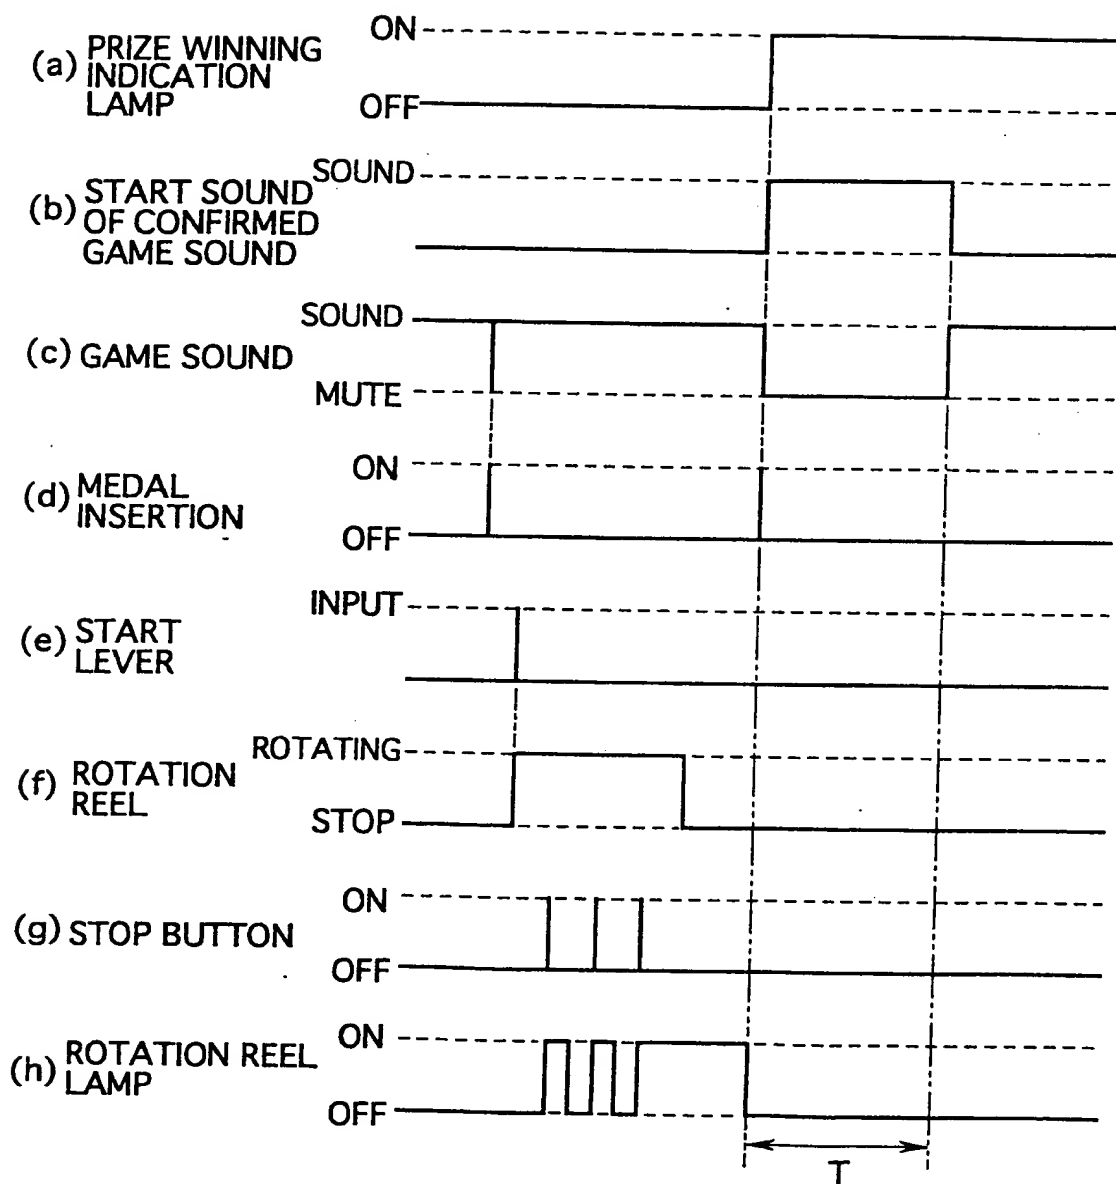 (a) PRIZE WINNING
INDICATION
LAMP
ON
OFF
(b) START SOUND
OF CONFIRMED
GAME SOUND
SOUND
(c) GAME SOUND
SOUND
MUTE
(d) MEDAL
INSERTION
ON
OFF
(e) START
LEVER
INPUT
(f) ROTATION
REEL
ROTATING
STOP
(g) STOP BUTTON
ON
OFF
(h) ROTATION REEL
LAMP
ON
OFF
T